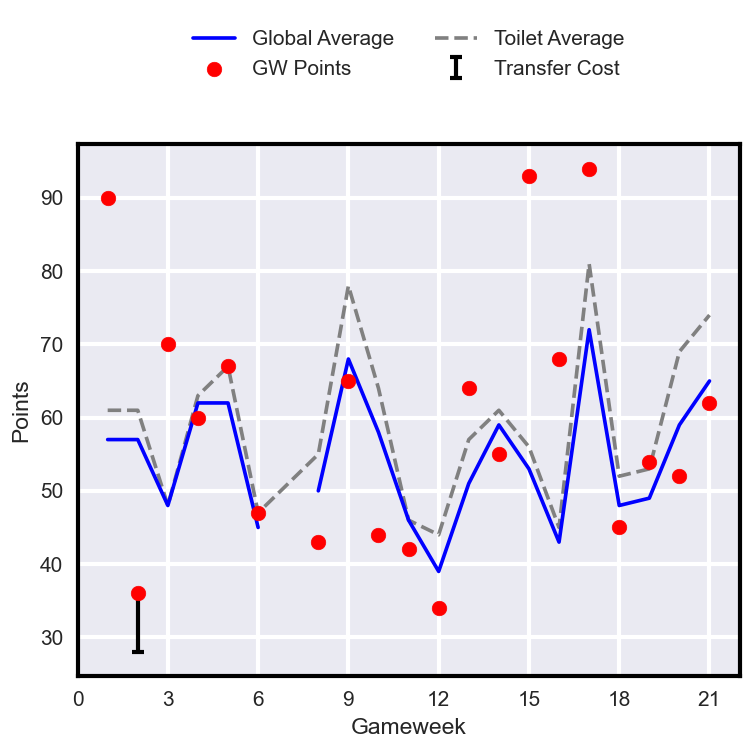 Global Average
Toilet Average
GW Points
Transfer Cost
90
80
70
60
50
40
30
Points
0 3 6 9 12 15 18 21
Gameweek